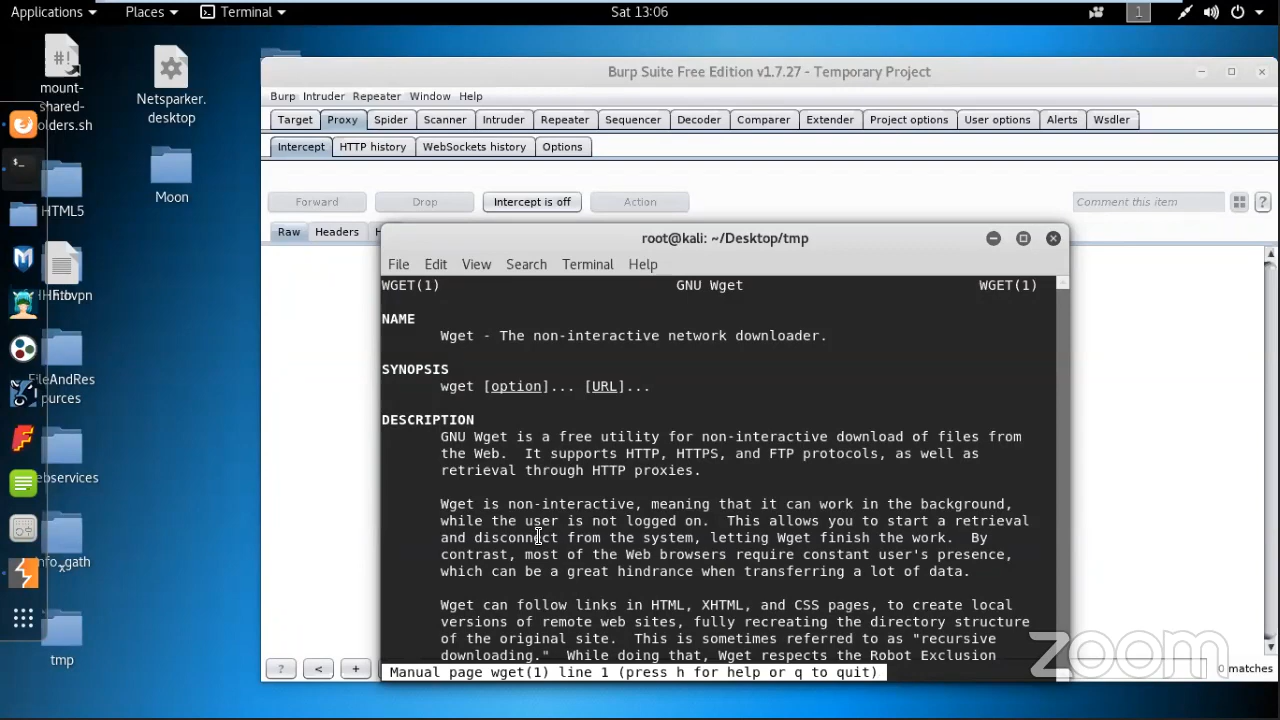 Applications Places Terminal Sat 13:06 1
mount-
shared-
olders.sh
Netsparker.
desktop
Moon
HTML5
ebservices
tmp
Burp Suite Free Edition v1.7.27 - Temporary Project
Burp Intruder Repeater Window Help
Target Proxy Spider Scanner Intruder Repeater Sequencer Decoder Comparer Extender Project options User options Alerts Wsdler
Intercept HTTP history WebSockets history Options
Forward Drop Intercept is off Action Comment this item ?
Raw Headers
root@kali: ~/Desktop/tmp
File Edit View Search Terminal Help
WGET(1) GNU Wget WGET(1)
NAME
Wget - The non-interactive network downloader.
SYNOPSIS
wget [option]... [URL]...
DESCRIPTION
GNU Wget is a free utility for non-interactive download of files from
the Web. It supports HTTP, HTTPS, and FTP protocols, as well as
retrieval through HTTP proxies.
Wget is non-interactive, meaning that it can work in the background,
while the user is not logged on. This allows you to start a retrieval
and disconnect from the system, letting Wget finish the work. By
contrast, most of the Web browsers require constant user's presence,
which can be a great hindrance when transferring a lot of data.
Wget can follow links in HTML, XHTML, and CSS pages, to create local
versions of remote web sites, fully recreating the directory structure
of the original site. This is sometimes referred to as "recursive
downloading." While doing that, Wget respects the Robot Exclusion
Manual page wget(1) line 1 (press h for help or q to quit)
? < + 0 matches
zoom